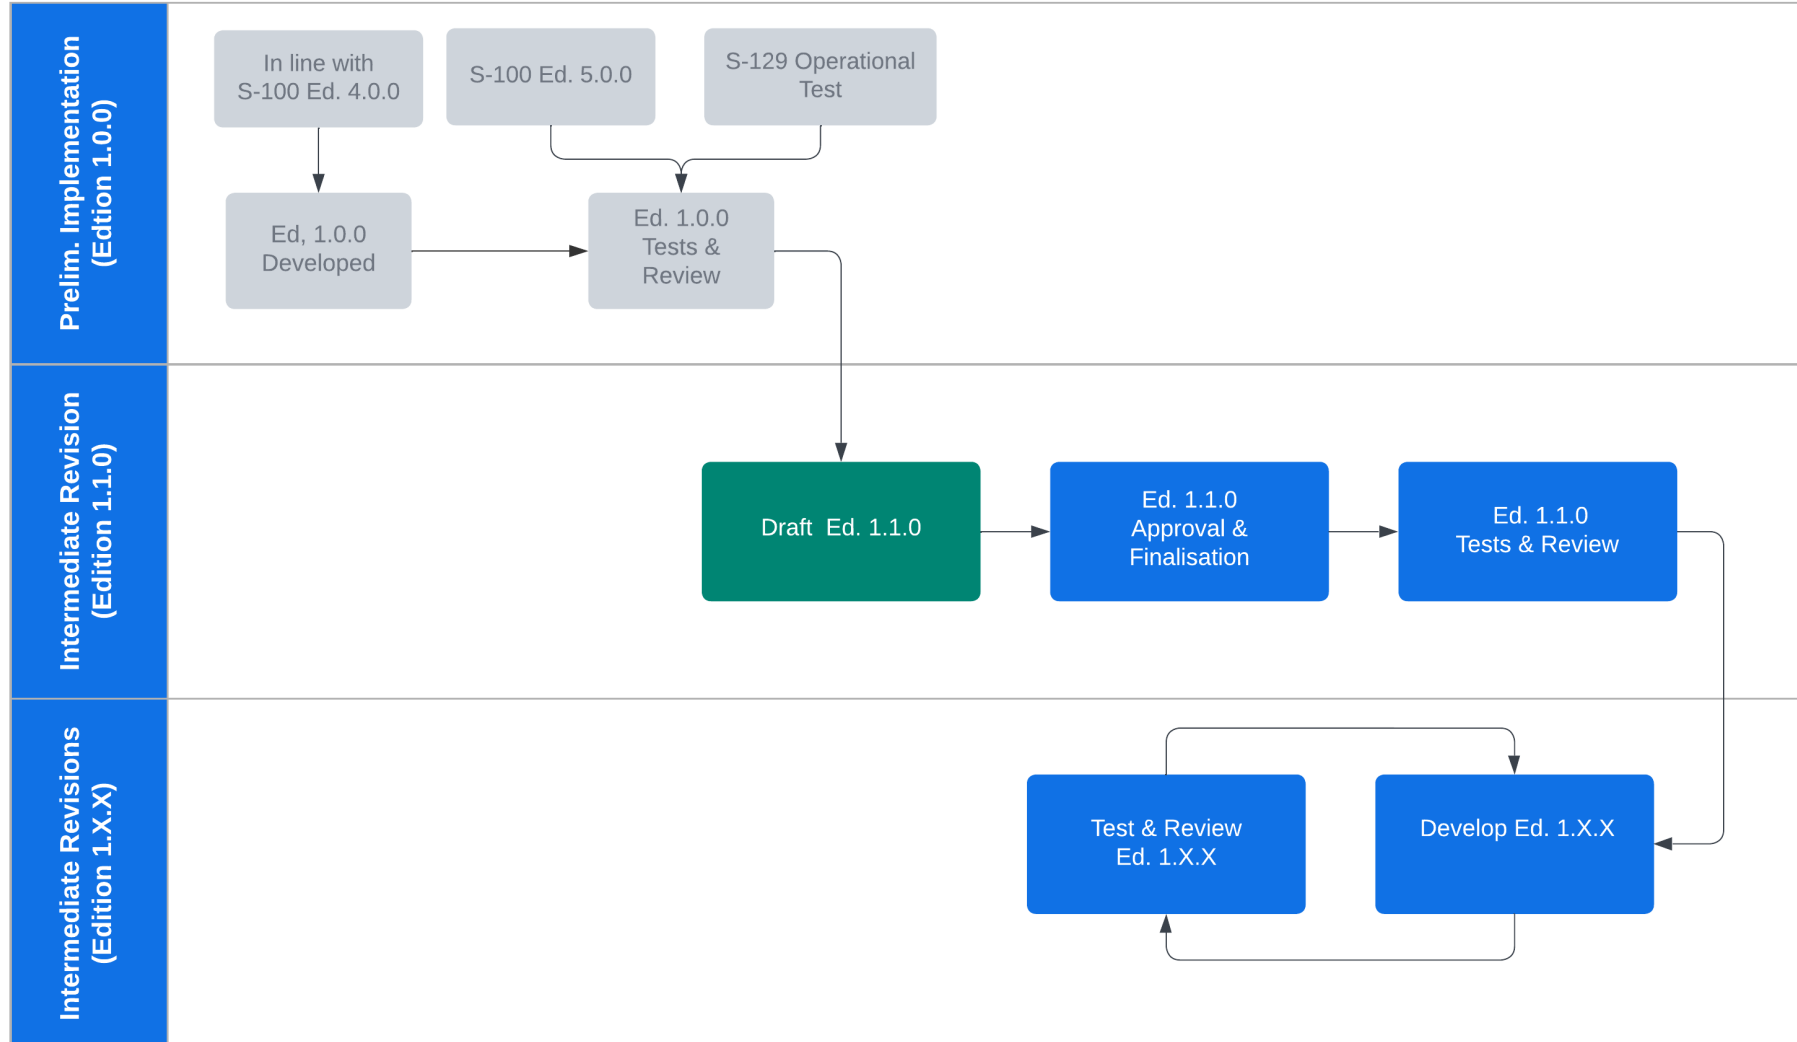 Prelim. Implementation
(Edtion 1.0.0)
In line with
S-100 Ed. 4.0.0
S-100 Ed. 5.0.0
S-129 Operational
Test
Ed, 1.0.0
Developed
Ed. 1.0.0
Tests &
Review
Intermediate Revision
(Edition 1.1.0)
Draft  Ed. 1.1.0
Ed. 1.1.0
Approval &
Finalisation
Ed. 1.1.0
Tests & Review
Intermediate Revisions
(Edition 1.X.X)
Test & Review
Ed. 1.X.X
Develop Ed. 1.X.X